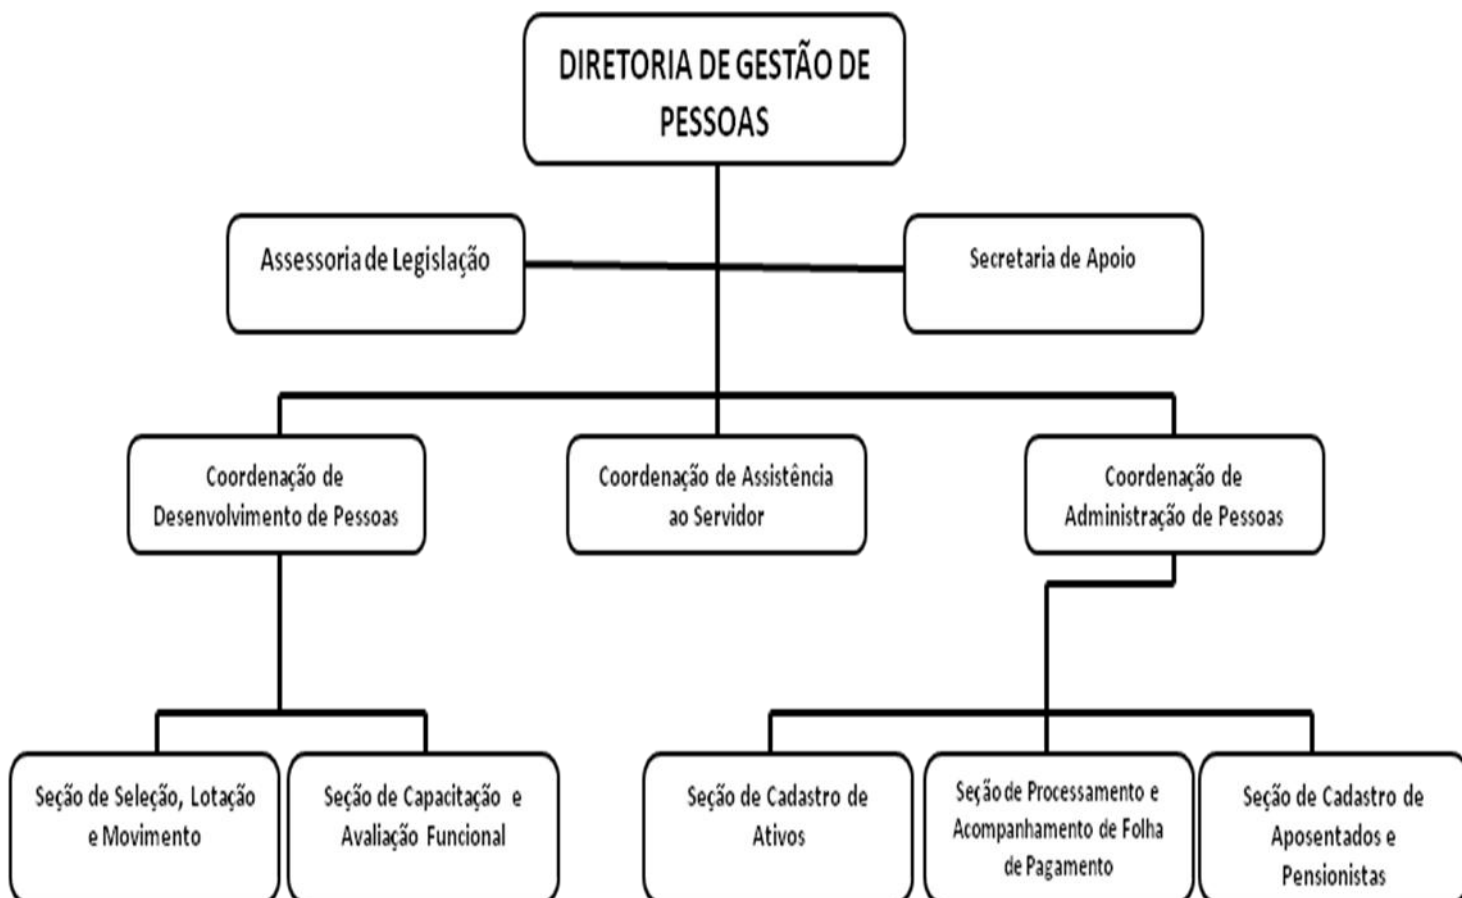 DIRETORIA DE GESTÃO DE
PESSOAS
Assessoria de Legislação
Secretaria de Apoio
Coordenação de
Desenvolvimento de Pessoas
Coordenação de Assistência
ao Servidor
Coordenação de
Administração de Pessoas
Seção de Seleção, Lotação
e Movimento
Seção de Capacitação e
Avaliação Funcional
Seção de Cadastro de
Ativos
Seção de Processamento e
Acompanhamento de Folha
de Pagamento
Seção de Cadastro de
Aposentados e
Pensionistas